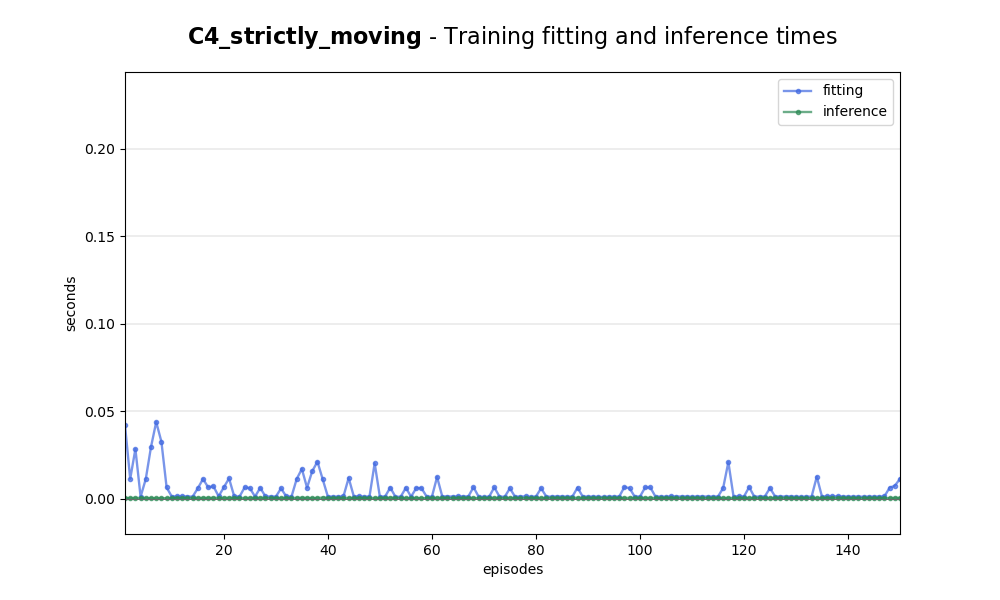 C4_strictly_moving - Training fitting and inference times
fitting
inference
0.20
0.15
0.10
0.05
0.00
seconds
20 40 60 80 100 120 140
episodes